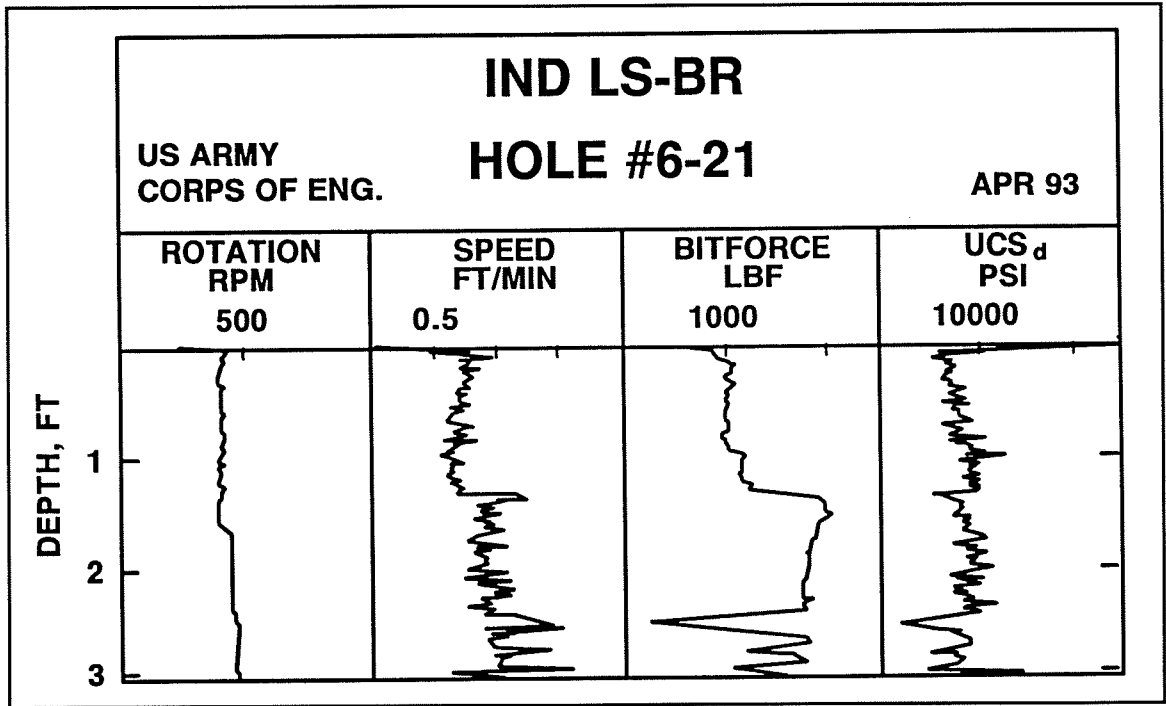 IND LS-BR
HOLE #6-21
US ARMY
CORPS OF ENG.
APR 93
ROTATION
RPM
500
SPEED
FT/MIN
0.5
BITFORCE
LBF
1000
UCSd
PSI
10000
DEPTH, FT
1
2
3